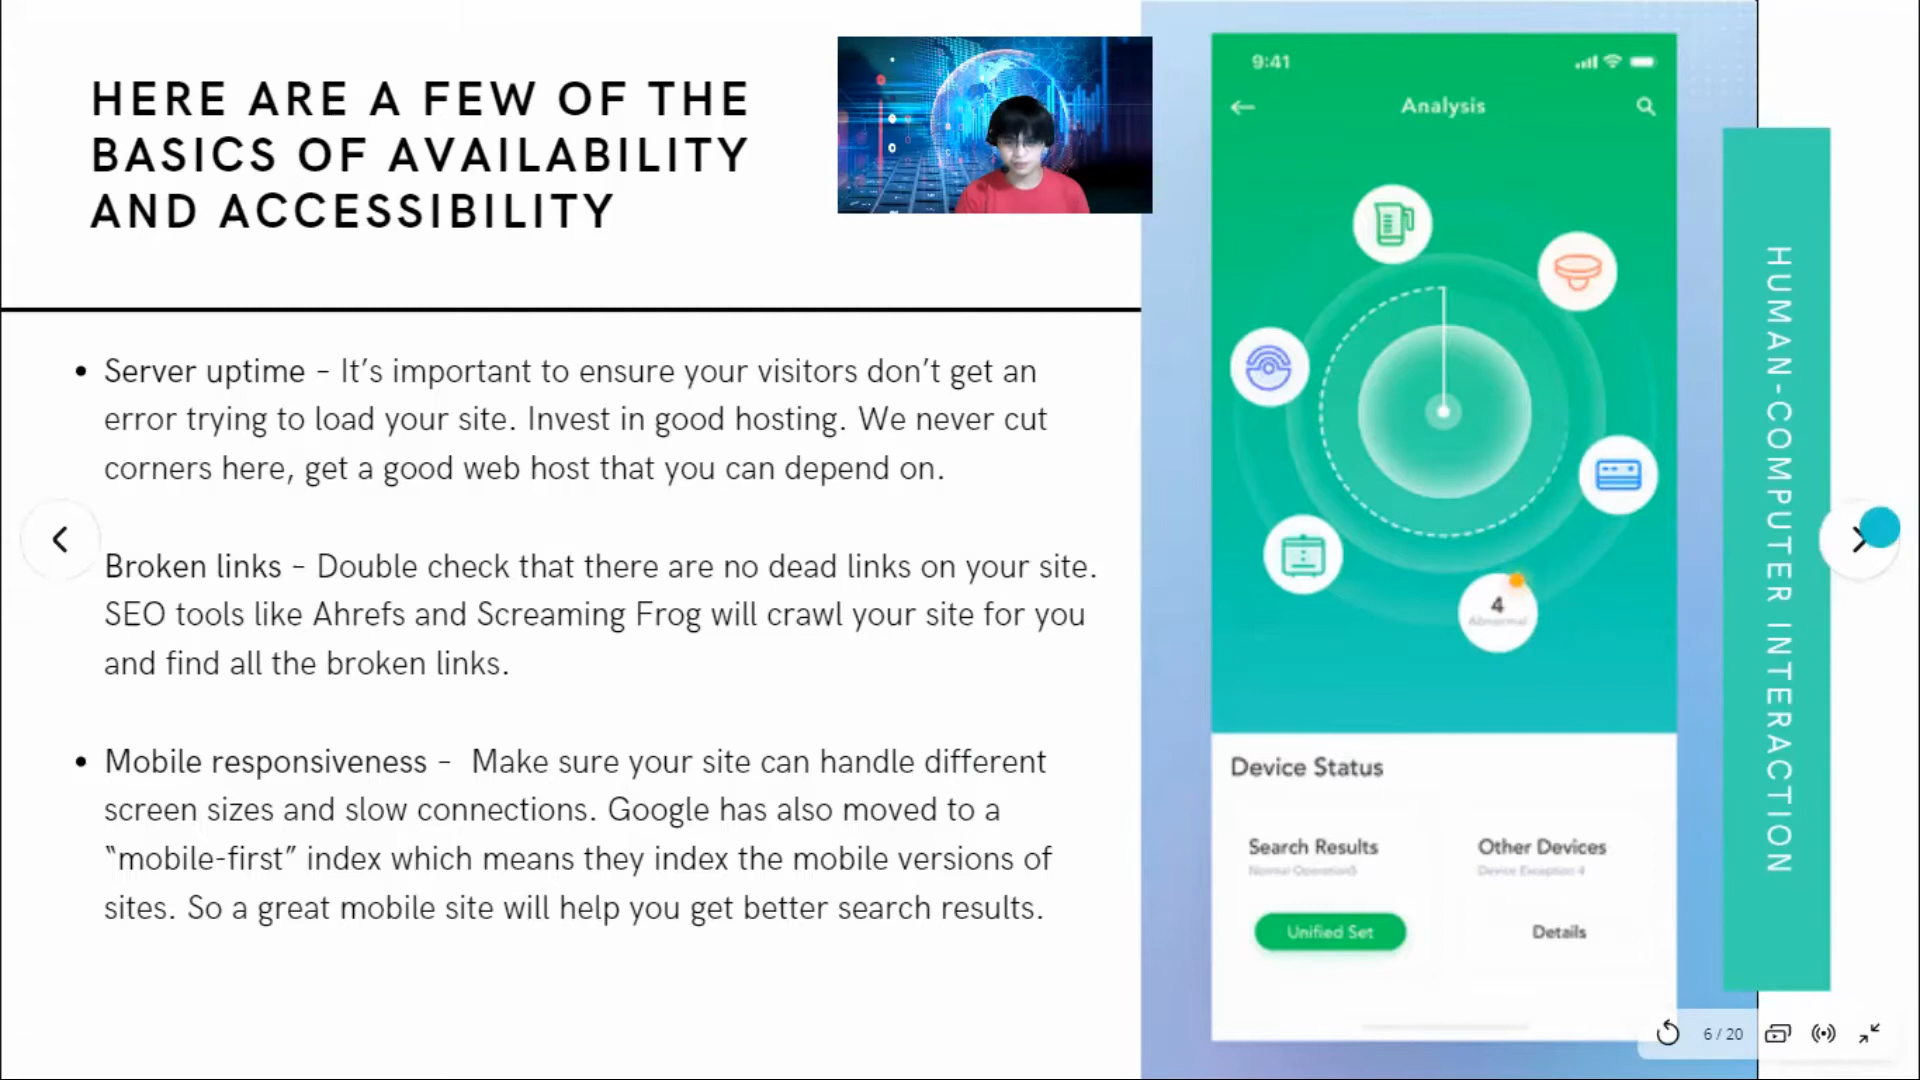 HERE ARE A FEW OF THE
BASICS OF AVAILABILITY
AND ACCESSIBILITY
• Server uptime – It’s important to ensure your visitors don’t get an
error trying to load your site. Invest in good hosting. We never cut
corners here, get a good web host that you can depend on.
Broken links – Double check that there are no dead links on your site.
SEO tools like Ahrefs and Screaming Frog will crawl your site for you
and find all the broken links.
• Mobile responsiveness – Make sure your site can handle different
screen sizes and slow connections. Google has also moved to a
“mobile-first” index which means they index the mobile versions of
sites. So a great mobile site will help you get better search results.
9:41
Analysis
4
Abnormal
Device Status
Search Results
Normal Operation5
Other Devices
Device Exception 4
Unified Set
Details
HUMAN-COMPUTER INTERACTION
6 / 20